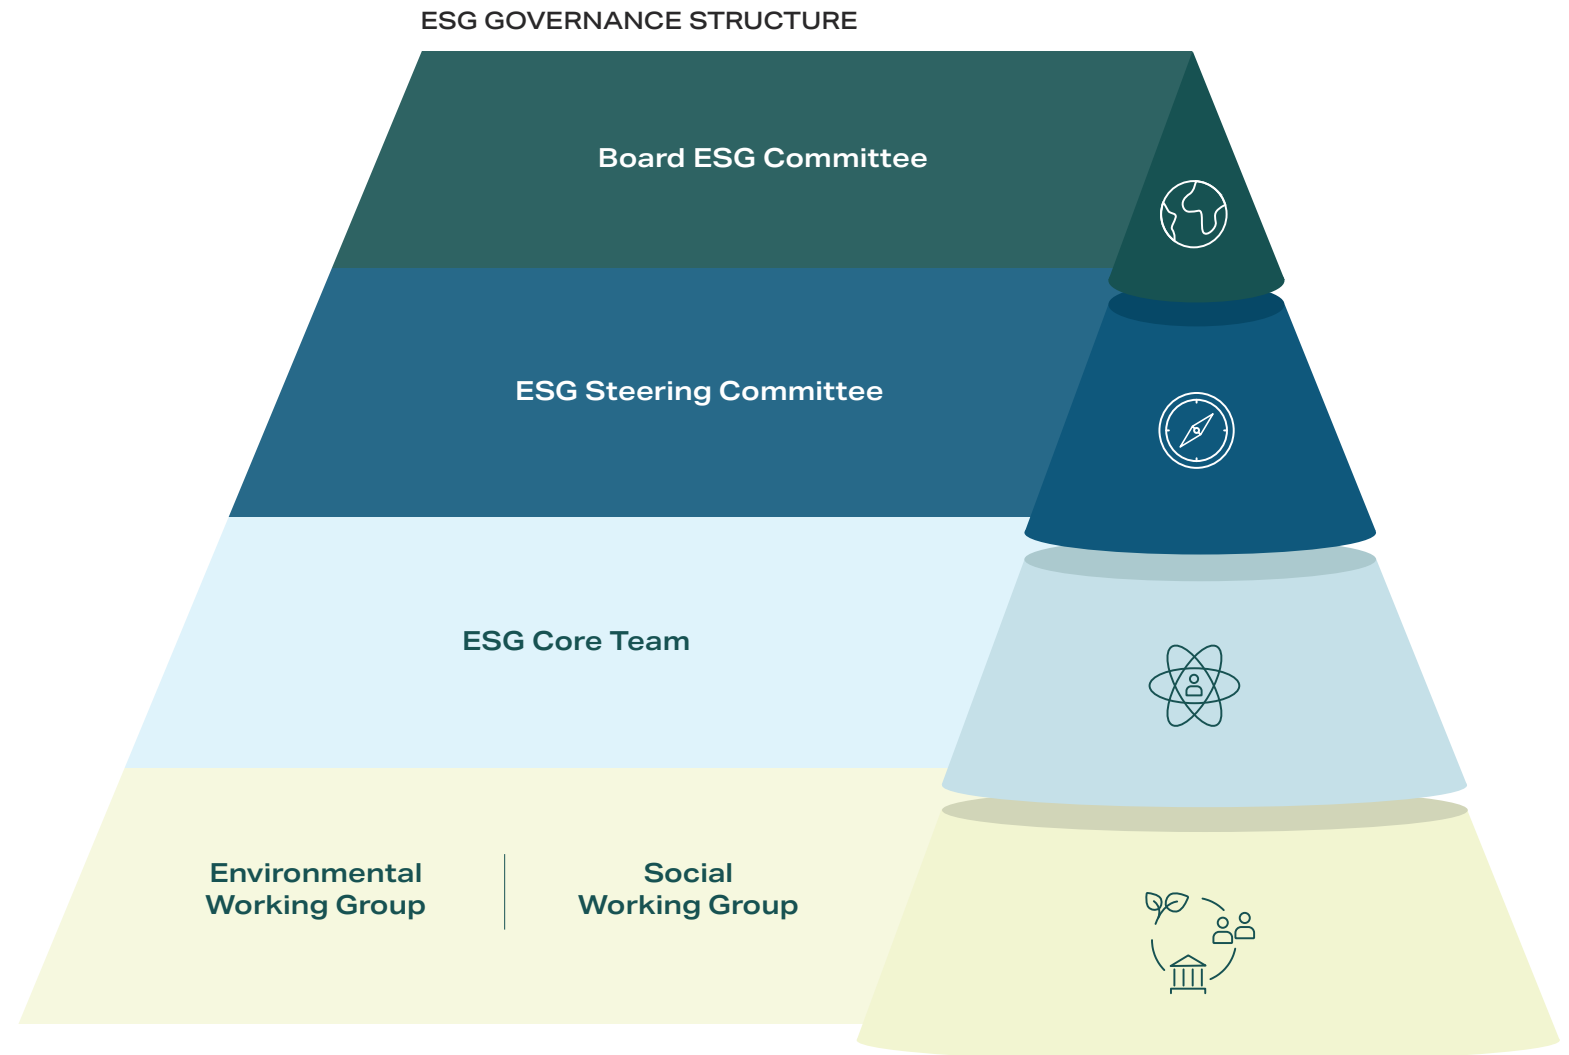 ESG GOVERNANCE STRUCTURE
Board ESG Committee
ESG Steering Committee
ESG Core Team
Environmental
Working Group
Social
Working Group